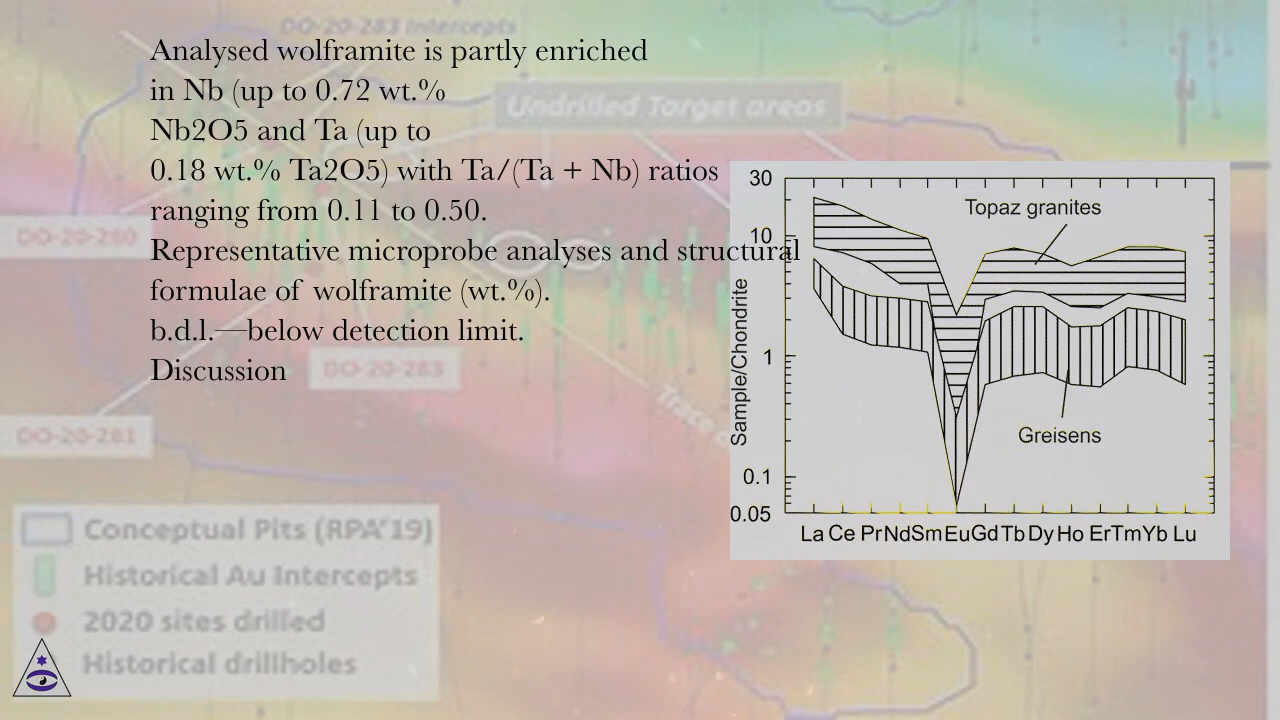 Analysed wolframite is partly enriched
in Nb (up to 0.72 wt.%
Nb2O5 and Ta (up to
0.18 wt.% Ta2O5) with Ta/(Ta + Nb) ratios
ranging from 0.11 to 0.50.
Representative microprobe analyses and structural
formulae of wolframite (wt.%).
b.d.l.—below detection limit.
Discussion
30
10
1
0.1
0.05
Sample/Chondrite
Topaz granites
Greisens
La Ce Pr Nd Sm Eu Gd Tb Dy Ho Er Tm Yb Lu
DO-20-283 Intercepts
Undrilled Target areas
DO-20-280
DO-20-283
DO-20-281
Conceptual Pits (RPA'19)
Historical Au Intercepts
2020 sites drilled
Historical drillholes